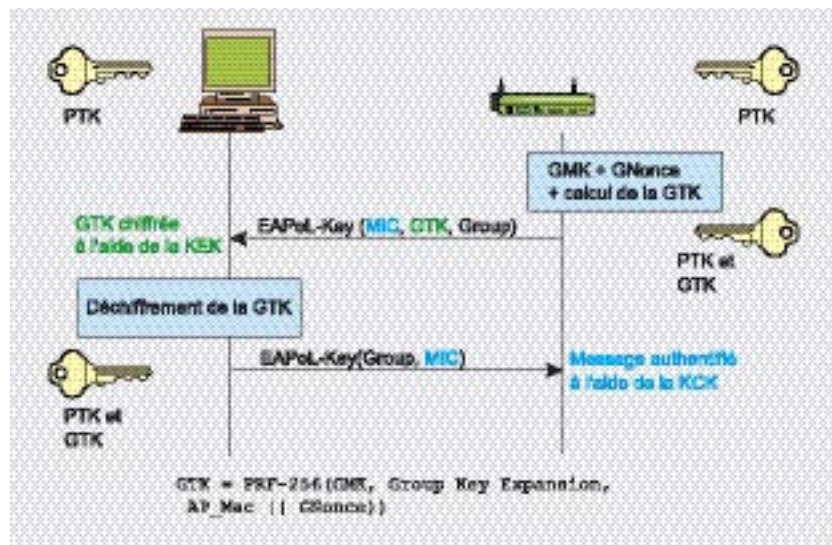 PTK
PTK
GMK + GNonce
+ calcul de la GTK
GTK chiffrée
à l'aide de la KEK
EAPoL-Key (MIC, GTK, Group)
PTK et
GTK
Déchiffrement de la GTK
EAPoL-Key(Group, MIC)
Message authentifié
à l'aide de la KCK
PTK et
GTK
GTK = PRF-256(GMK, Group Key Expansion,
AP_Mac || GNonce))